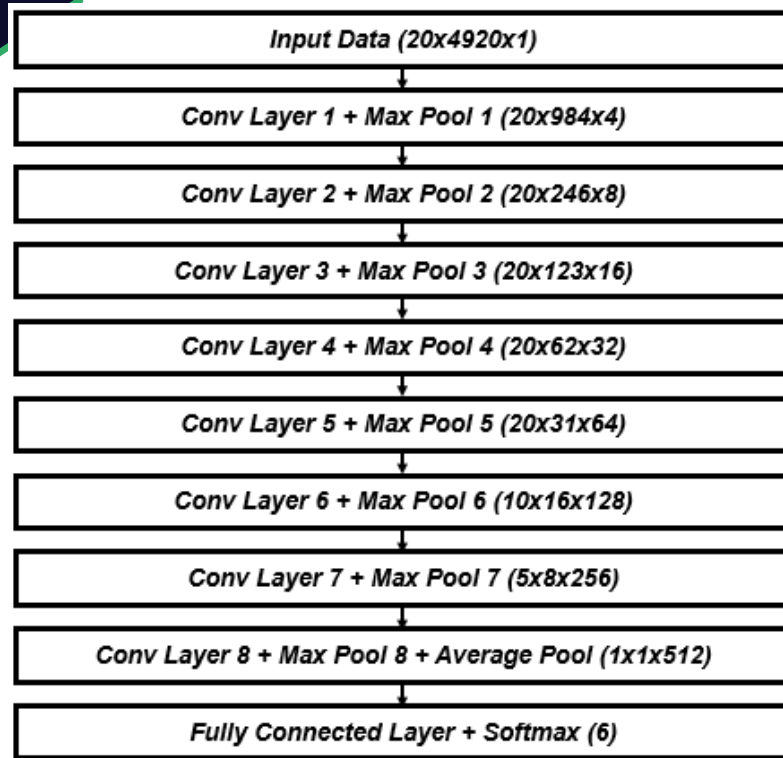 Input Data (20x4920x1)
Conv Layer 1 + Max Pool 1 (20x984x4)
Conv Layer 2 + Max Pool 2 (20x246x8)
Conv Layer 3 + Max Pool 3 (20x123x16)
Conv Layer 4 + Max Pool 4 (20x62x32)
Conv Layer 5 + Max Pool 5 (20x31x64)
Conv Layer 6 + Max Pool 6 (10x16x128)
Conv Layer 7 + Max Pool 7 (5x8x256)
Conv Layer 8 + Max Pool 8 + Average Pool (1x1x512)
Fully Connected Layer + Softmax (6)